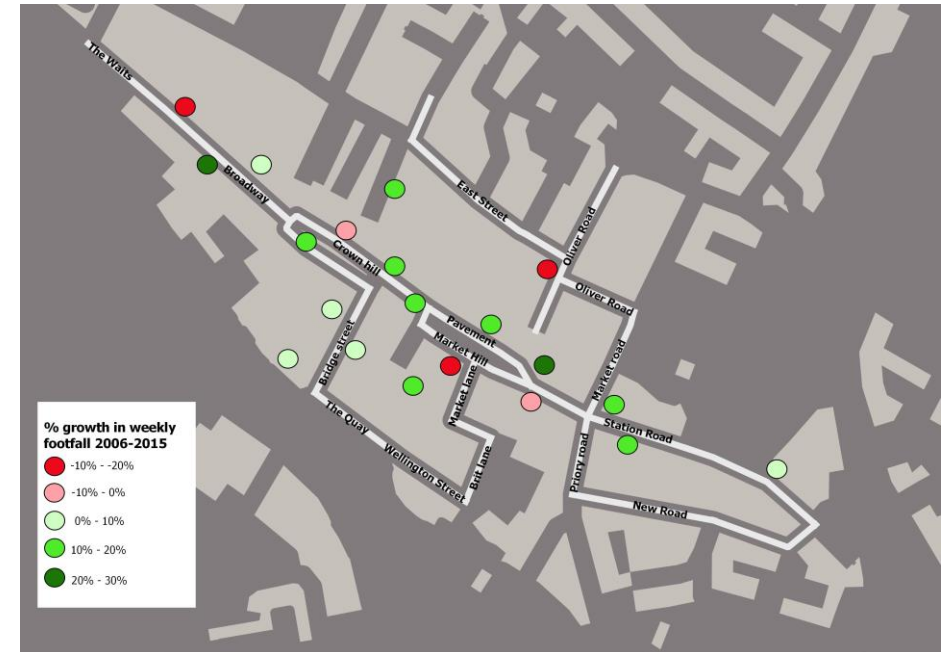 The Waits
Broadway
East Street
Oliver Road
Crown hill
Oliver Road
Pavement
Market Hill
Bridge street
Market lane
Market road
Station Road
The Quay
Wellington Street
Brit lane
Priory road
New Road
% growth in weekly
footfall 2006-2015
-10% - -20%
-10% - 0%
0% - 10%
10% - 20%
20% - 30%